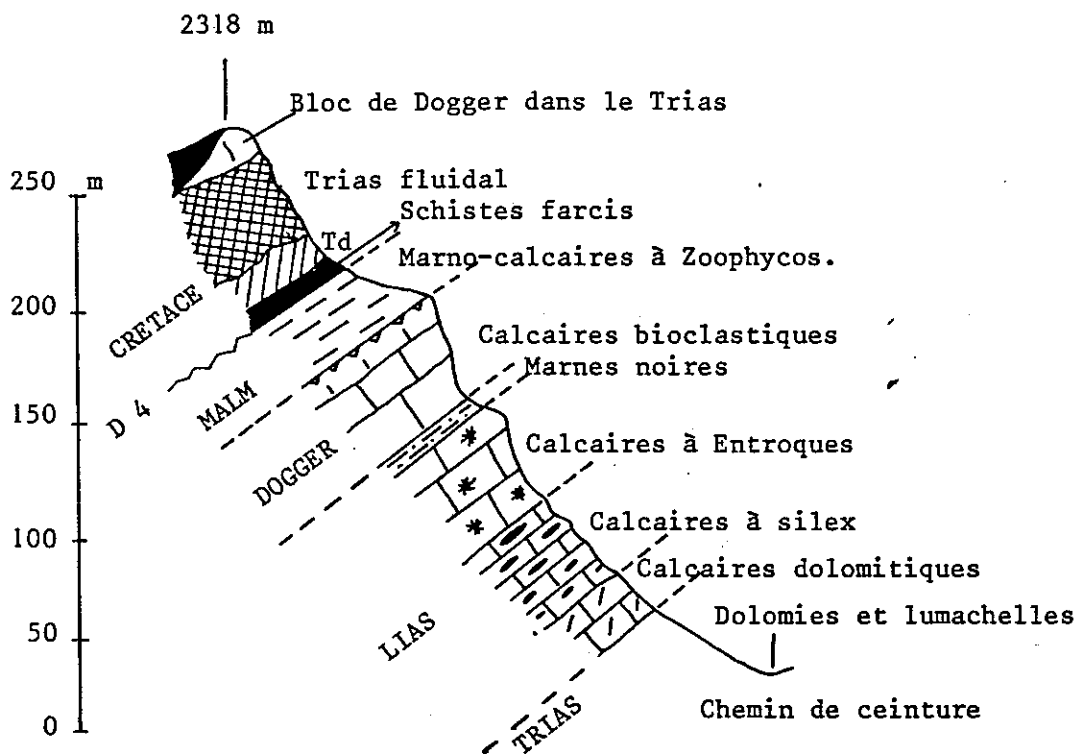 2318 m
Bloc de Dogger dans le Trias
250 m
Trias fluidal
Schistes farcis
Td
Marno-calcaires à Zoophycos.
200
CRETACE
Calcaires bioclastiques
Marnes noires
D 4
MALM
150
Calcaires à Entroques
DOGGER
100
Calcaires à silex
Calcaires dolomitiques
50
LIAS
Dolomies et lumachelles
0
TRIAS
Chemin de ceinture